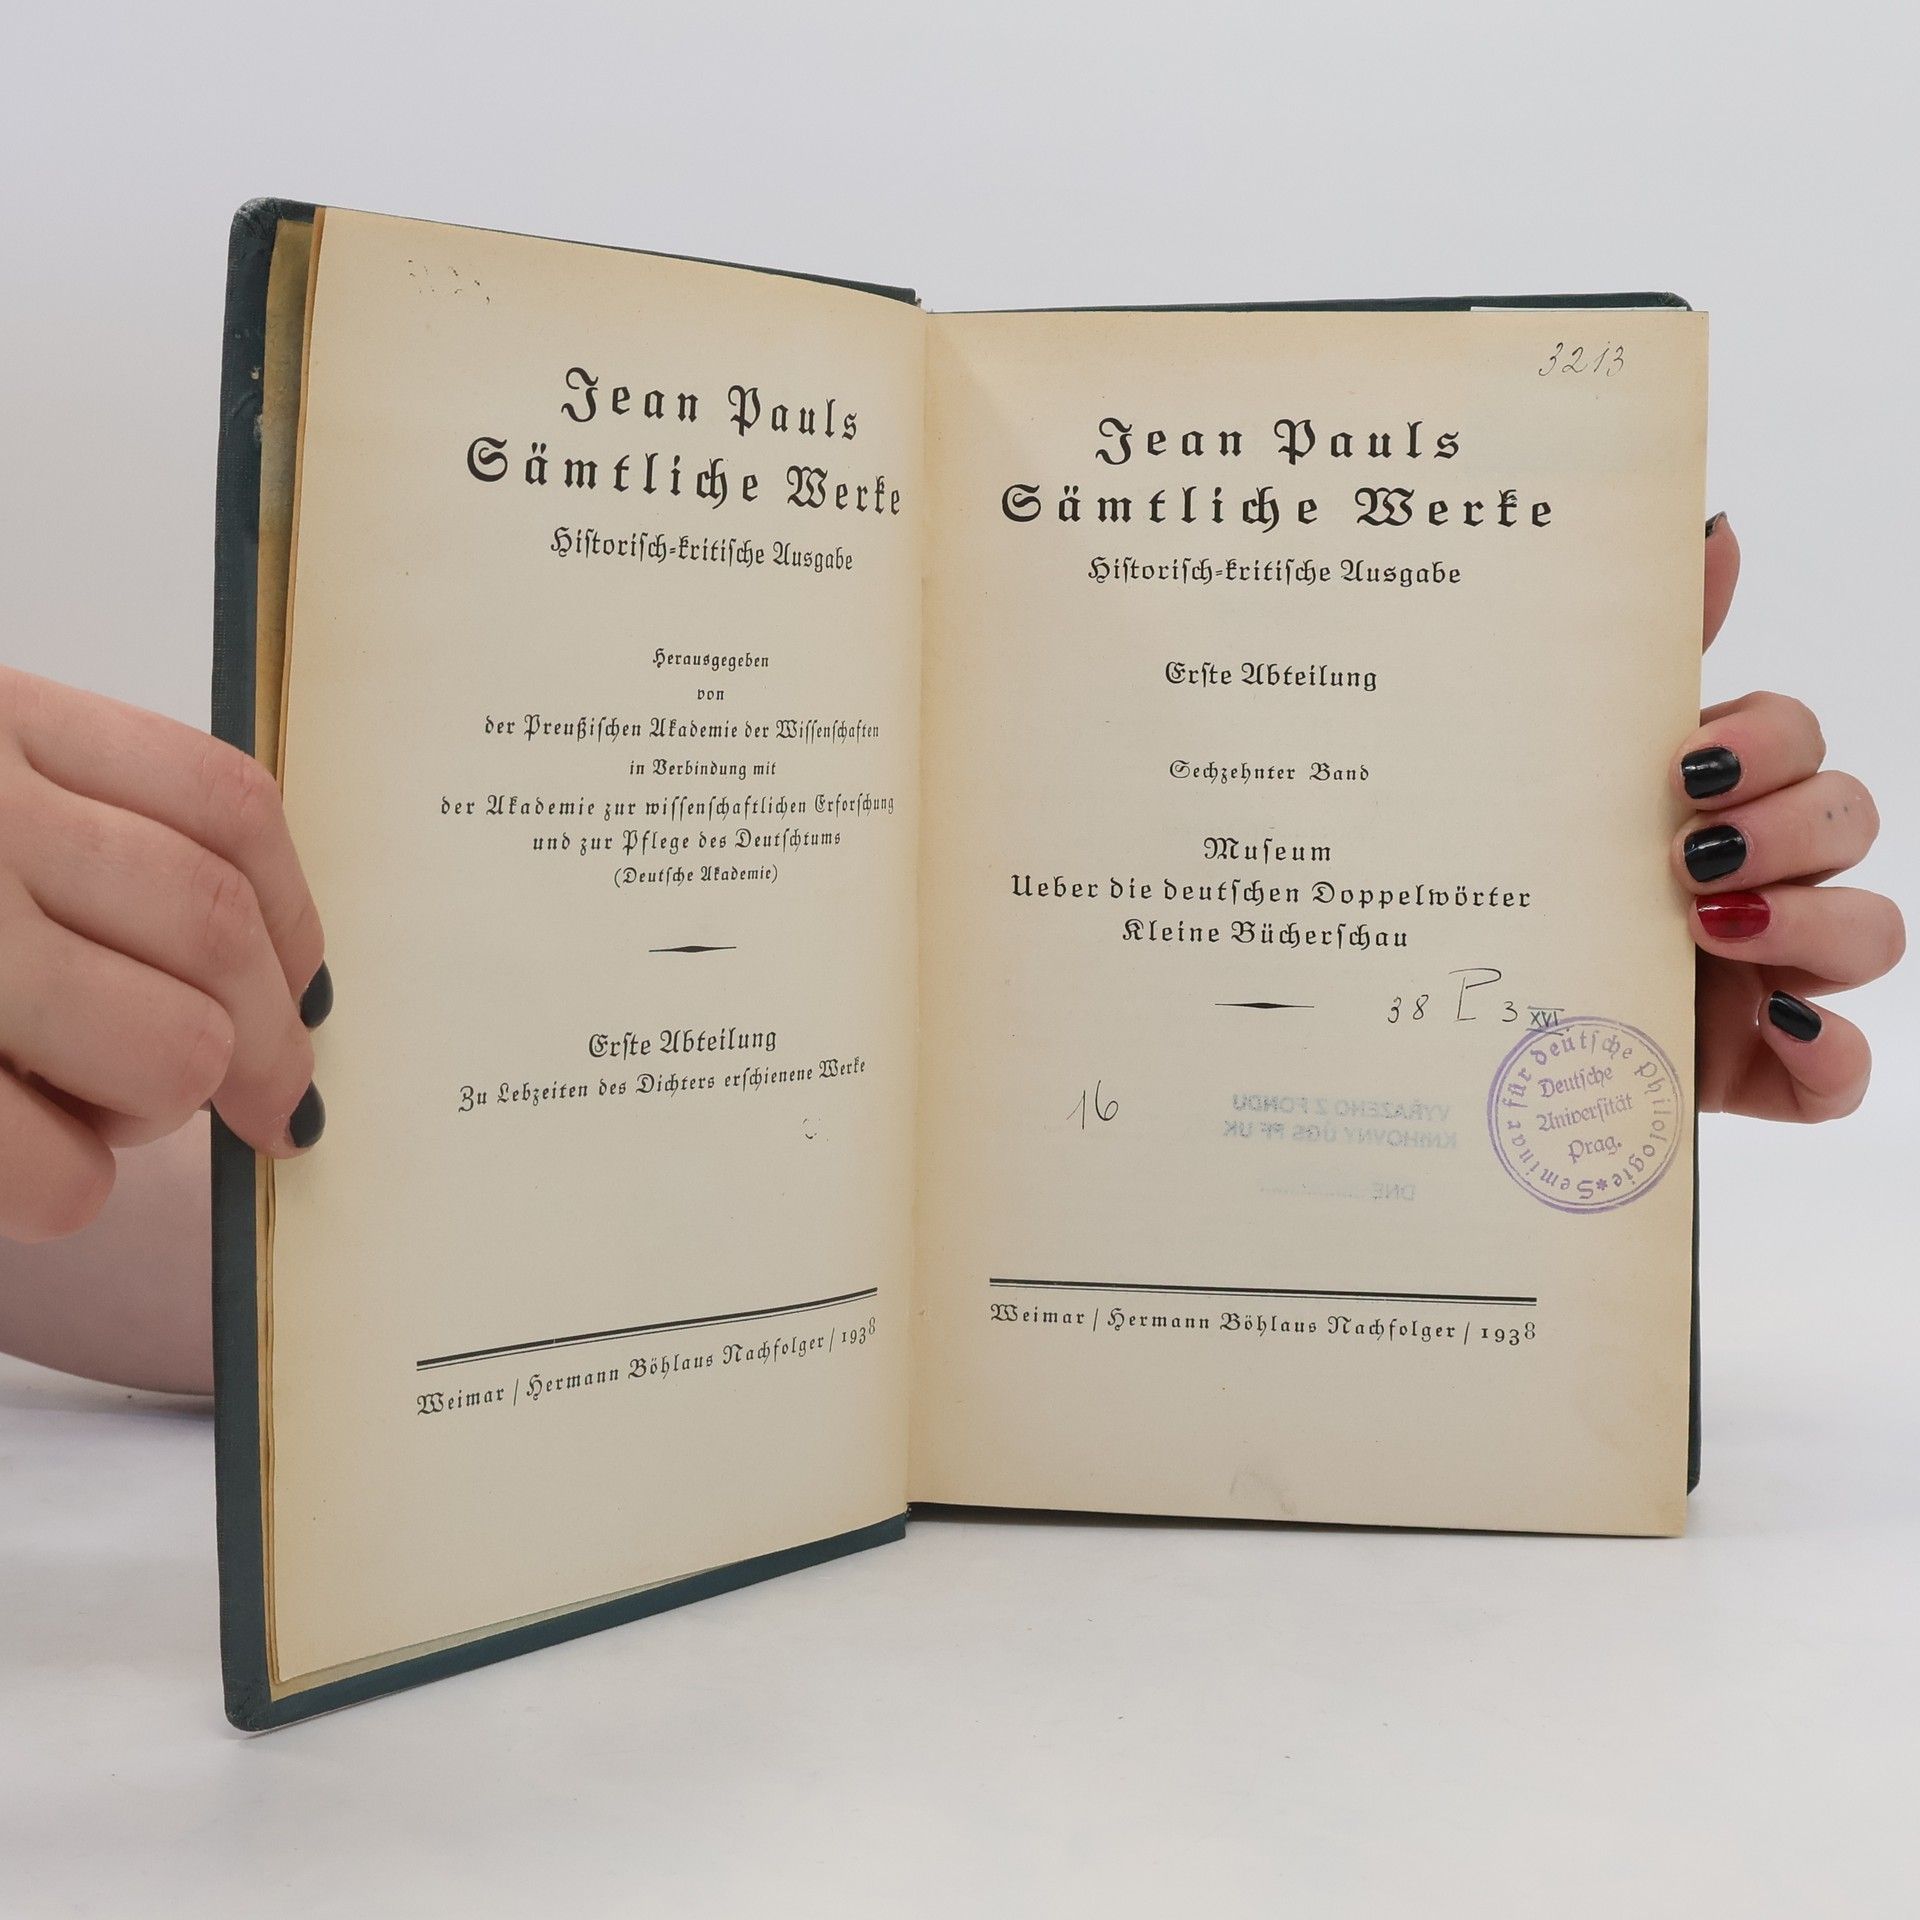 Jean Pauls
Sämtliche Werke
Historisch-kritische Ausgabe
Herausgegeben
von
der Preußischen Akademie der Wissenschaften
in Verbindung mit
der Akademie zur wissenschaftlichen Erforschung
und zur Pflege des Deutschtums
(Deutsche Akademie)
Erste Abteilung
Zu Lebzeiten des Dichters erschienene Werke
Weimar / Hermann Böhlaus Nachfolger / 1938
3213
Jean Pauls
Sämtliche Werke
Historisch-kritische Ausgabe
Erste Abteilung
Sechzehnter Band
Museum
Ueber die deutschen Doppelwörter
Kleine Bücherschau
38 P 3 XVI
16
Seminar für deutsche Philologie *
Deutsche
Universität
Prag.
VYŘAZENO Z FONDU
KNIHOVNY ÚGS FF UK
DNE
Weimar / Hermann Böhlaus Nachfolger / 1938